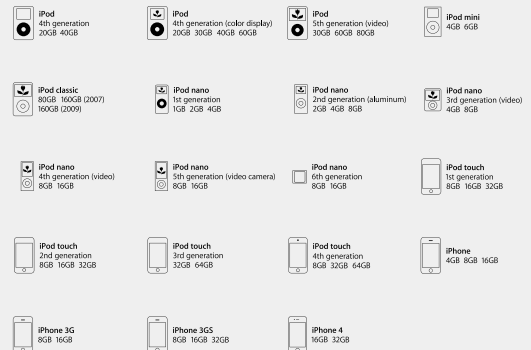 iPod
4th generation
20GB 40GB
iPod
4th generation (color display)
20GB 30GB 40GB 60GB
iPod
5th generation (video)
30GB 60GB 80GB
iPod mini
4GB 6GB
iPod classic
80GB 160GB (2007)
160GB (2009)
iPod nano
1st generation
1GB 2GB 4GB
iPod nano
2nd generation (aluminum)
2GB 4GB 8GB
iPod nano
3rd generation (video)
4GB 8GB
iPod nano
4th generation (video)
8GB 16GB
iPod nano
5th generation (video camera)
8GB 16GB
iPod nano
6th generation
8GB 16GB
iPod touch
1st generation
8GB 16GB 32GB
iPod touch
2nd generation
8GB 16GB 32GB
iPod touch
3rd generation
32GB 64GB
iPod touch
4th generation
8GB 32GB 64GB
iPhone
4GB 8GB 16GB
iPhone 3G
8GB 16GB
iPhone 3GS
8GB 16GB 32GB
iPhone 4
16GB 32GB